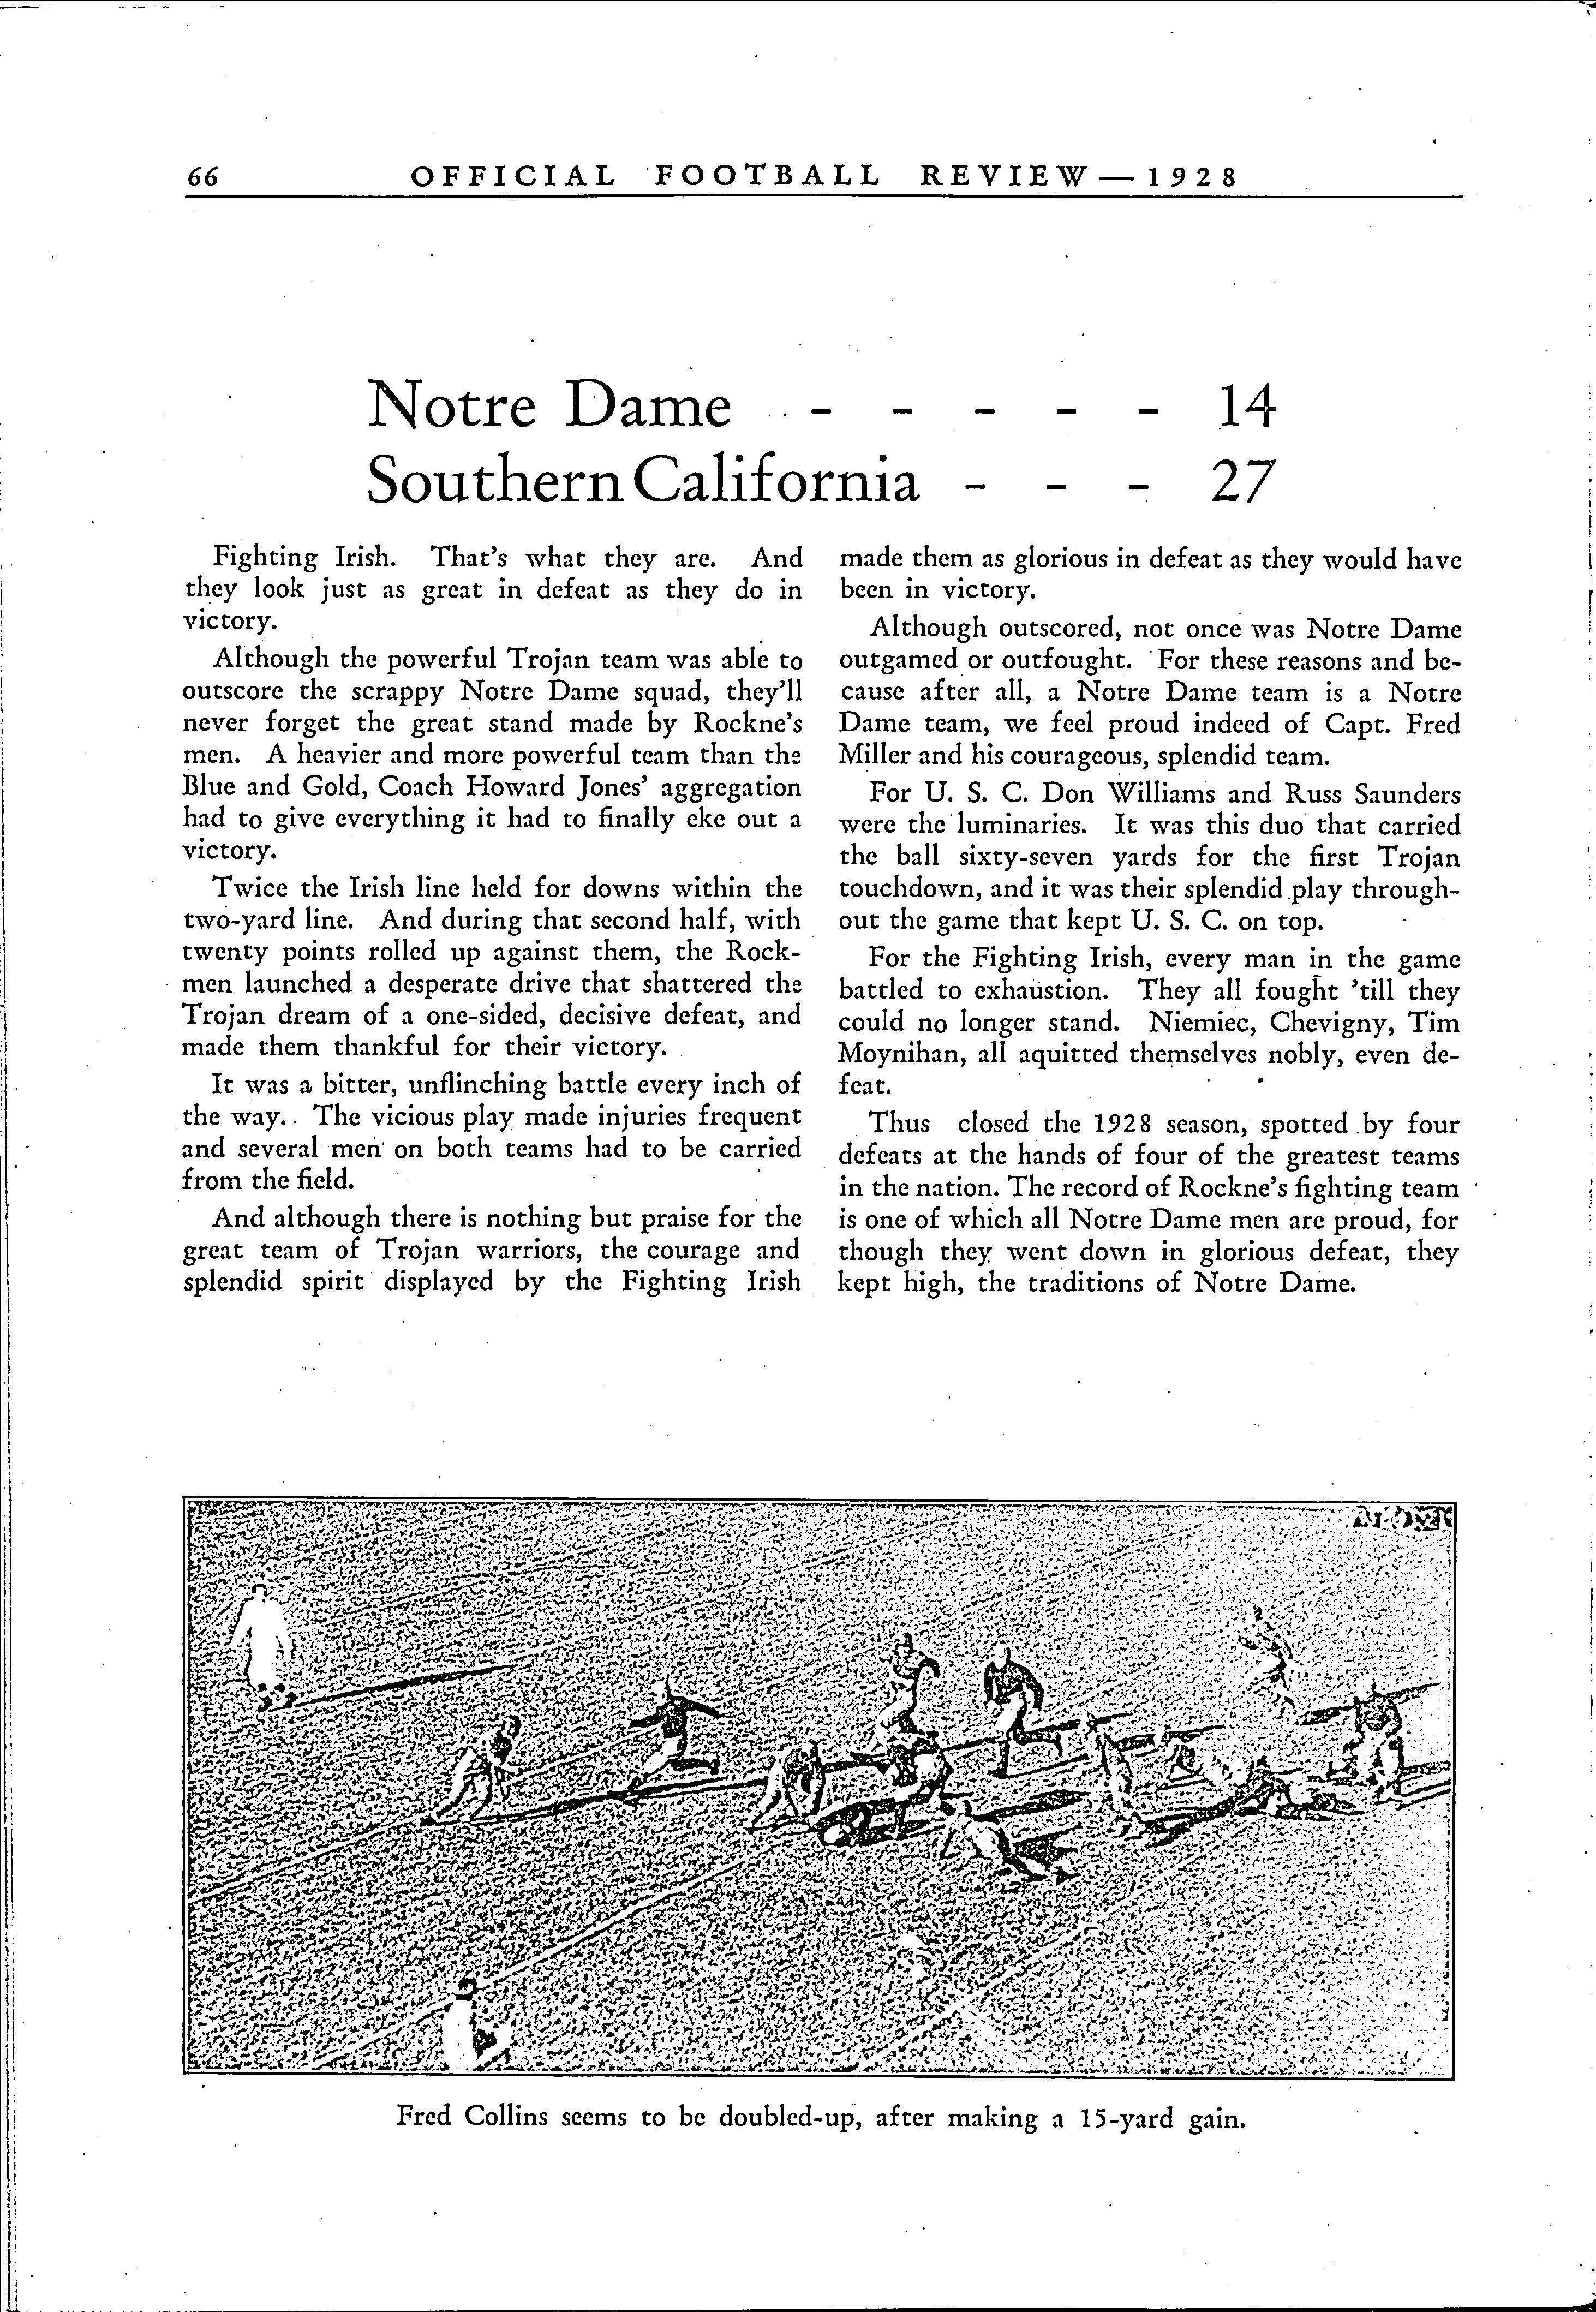 66 OFFICIAL FOOTBALL REVIEW — 1928
Notre Dame - - - - - 14
Southern California - - - 27
Fighting Irish. That's what they are. And
they look just as great in defeat as they do in
victory.
Although the powerful Trojan team was able to
outscore the scrappy Notre Dame squad, they'll
never forget the great stand made by Rockne's
men. A heavier and more powerful team than the
Blue and Gold, Coach Howard Jones' aggregation
had to give everything it had to finally eke out a
victory.
Twice the Irish line held for downs within the
two-yard line. And during that second half, with
twenty points rolled up against them, the Rock-
men launched a desperate drive that shattered the
Trojan dream of a one-sided, decisive defeat, and
made them thankful for their victory.
It was a bitter, unflinching battle every inch of
the way. The vicious play made injuries frequent
and several men on both teams had to be carried
from the field.
And although there is nothing but praise for the
great team of Trojan warriors, the courage and
splendid spirit displayed by the Fighting Irish
made them as glorious in defeat as they would have
been in victory.
Although outscored, not once was Notre Dame
outgamed or outfought. For these reasons and be-
cause after all, a Notre Dame team is a Notre
Dame team, we feel proud indeed of Capt. Fred
Miller and his courageous, splendid team.
For U. S. C. Don Williams and Russ Saunders
were the luminaries. It was this duo that carried
the ball sixty-seven yards for the first Trojan
touchdown, and it was their splendid play through-
out the game that kept U. S. C. on top.
For the Fighting Irish, every man in the game
battled to exhaustion. They all fought 'till they
could no longer stand. Niemiec, Chevigny, Tim
Moynihan, all aquitted themselves nobly, even de-
feat.
Thus closed the 1928 season, spotted by four
defeats at the hands of four of the greatest teams
in the nation. The record of Rockne's fighting team
is one of which all Notre Dame men are proud, for
though they went down in glorious defeat, they
kept high, the traditions of Notre Dame.
Fred Collins seems to be doubled-up, after making a 15-yard gain.